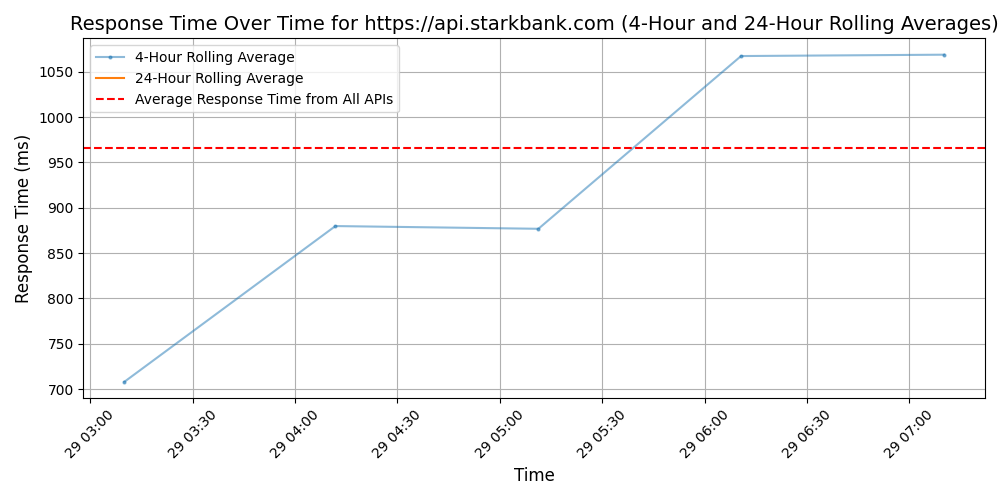 Response Time Over Time for https://api.starkbank.com (4-Hour and 24-Hour Rolling Averages)
4-Hour Rolling Average
24-Hour Rolling Average
Average Response Time from All APIs
Response Time (ms)
1050
1000
950
900
850
800
750
700
29 03:00
29 03:30
29 04:00
29 04:30
29 05:00
29 05:30
29 06:00
29 06:30
29 07:00
Time